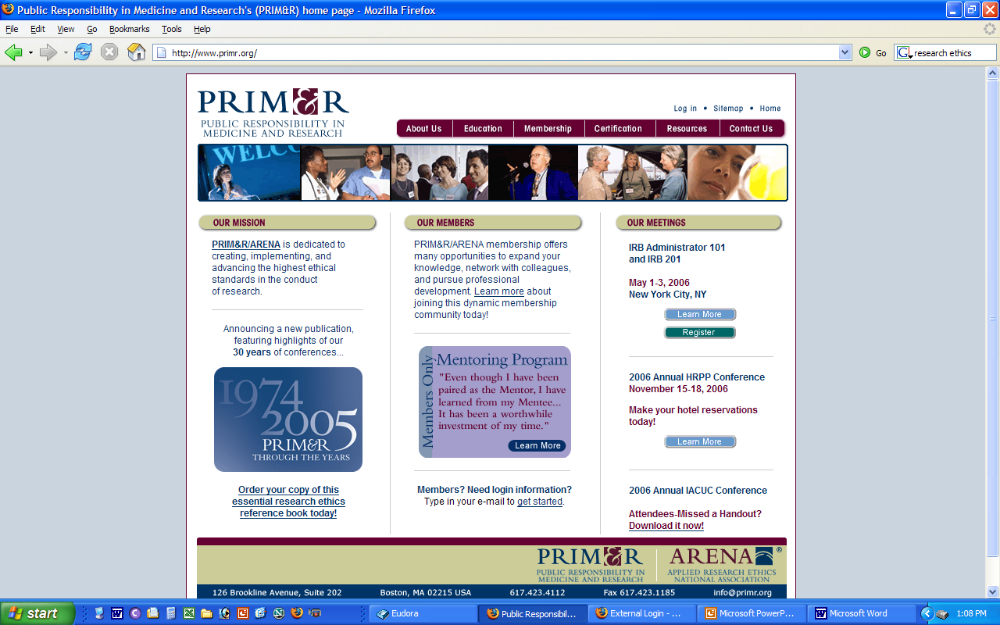 Public Responsibility in Medicine and Research's (PRIM&R) home page - Mozilla Firefox
File Edit View Go Bookmarks Tools Help
http://www.primr.org/
Go
research ethics
PRIM&R
PUBLIC RESPONSIBILITY IN
MEDICINE AND RESEARCH
Log in • Sitemap • Home
About Us Education Membership Certification Resources Contact Us
WELCO
OUR MISSION
PRIM&R/ARENA is dedicated to
creating, implementing, and
advancing the highest ethical
standards in the conduct
of research.
Announcing a new publication,
featuring highlights of our
30 years of conferences...
1974
2005
PRIM&R
THROUGH THE YEARS
Order your copy of this
essential research ethics
reference book today!
OUR MEMBERS
PRIM&R/ARENA membership offers
many opportunities to expand your
knowledge, network with colleagues,
and pursue professional
development. Learn more about
joining this dynamic membership
community today!
Members Only
Mentoring Program
"Even though I have been
paired as the Mentor, I have
learned from my Mentee...
It has been a worthwhile
investment of my time."
Learn More
Members? Need login information?
Type in your e-mail to get started.
OUR MEETINGS
IRB Administrator 101
and IRB 201
May 1-3, 2006
New York City, NY
Learn More
Register
2006 Annual HRPP Conference
November 15-18, 2006
Make your hotel reservations
today!
Learn More
2006 Annual IACUC Conference
Attendees-Missed a Handout?
Download it now!
PRIM&R
PUBLIC RESPONSIBILITY IN
MEDICINE AND RESEARCH
ARENA ®
APPLIED RESEARCH ETHICS
NATIONAL ASSOCIATION
126 Brookline Avenue, Suite 202 Boston, MA 02215 USA 617.423.4112 Fax 617.423.1185 info@primr.org
start
Eudora
Public Responsibil...
External Login - ...
Microsoft PowerP...
Microsoft Word
1:08 PM